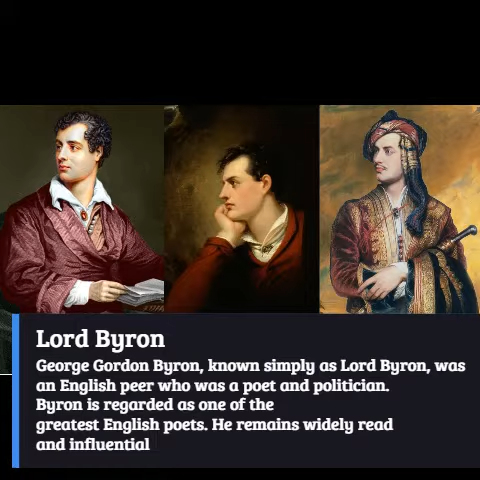 Lord Byron
George Gordon Byron, known simply as Lord Byron, was
an English peer who was a poet and politician.
Byron is regarded as one of the
greatest English poets. He remains widely read
and influential